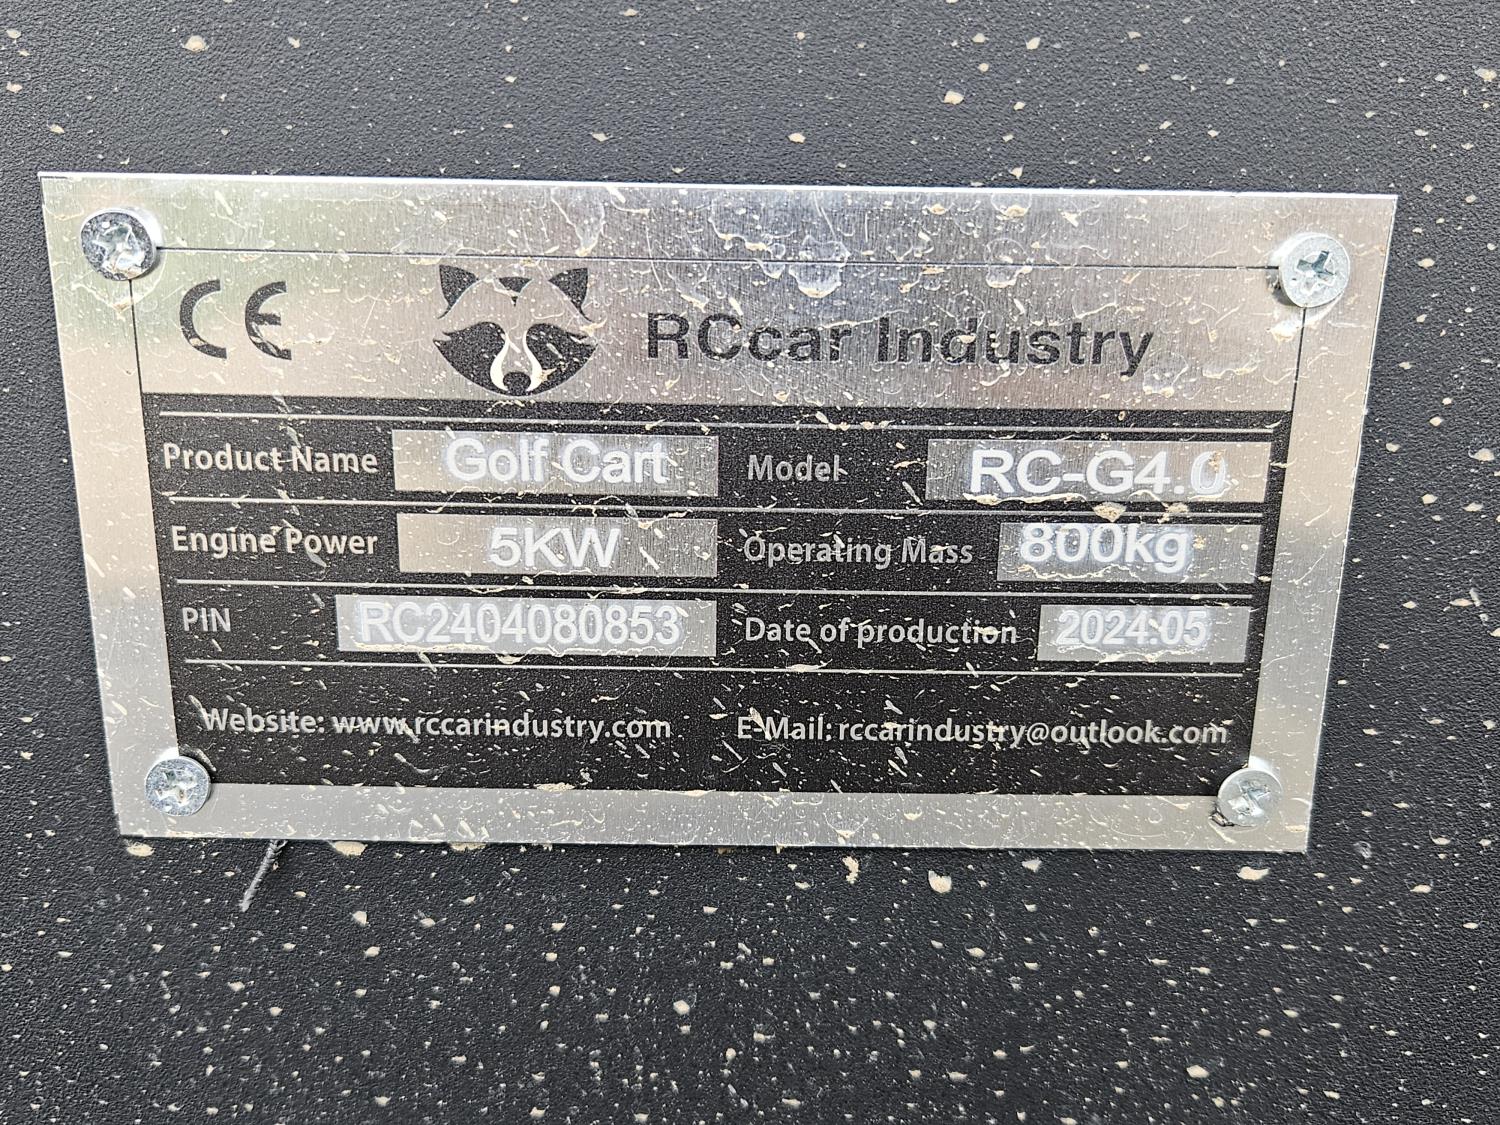 CE RCcar Industry
Product Name Golf Cart Model RC-G4.0
Engine Power 5KW Operating Mass 800kg
PIN RC2404080853 Date of production 2024.05
Website: www.rccarindustry.com E-Mail: rccarindustry@outlook.com